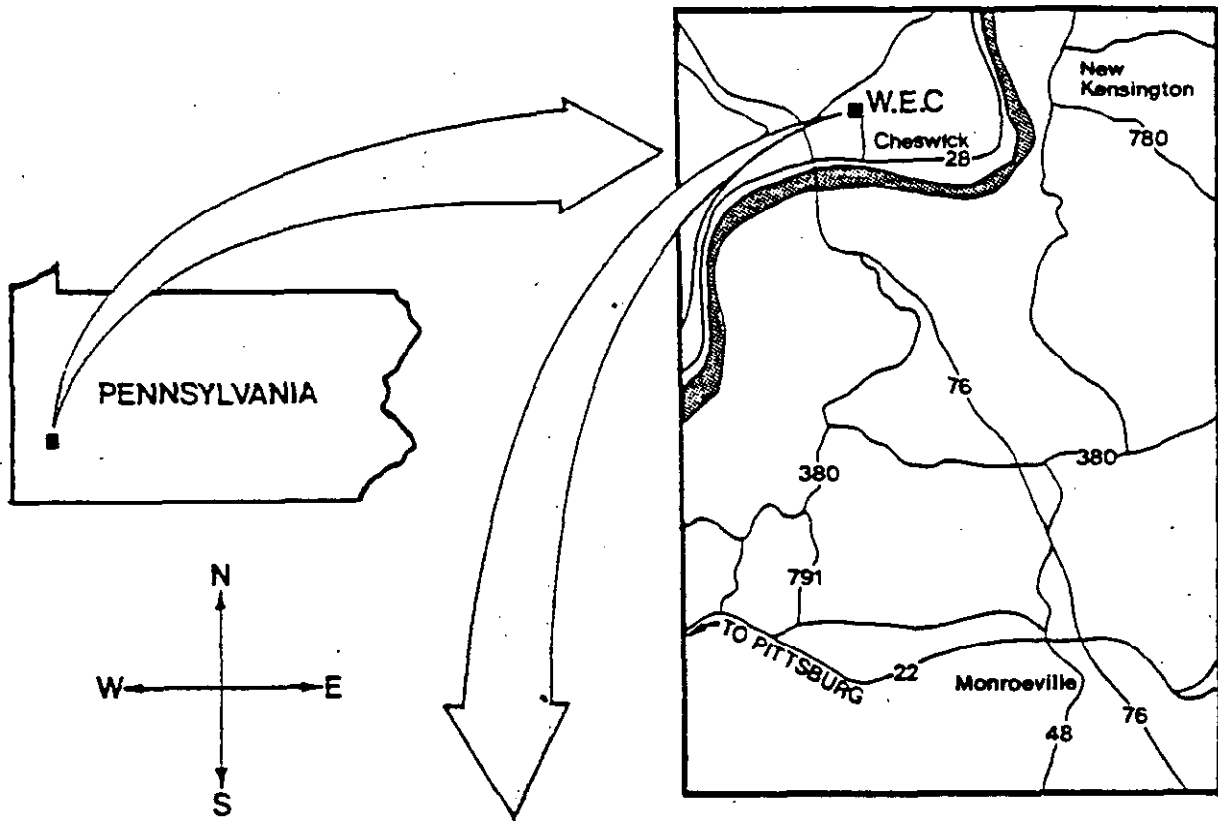 PENNSYLVANIA
N
W
E
S
New
Kensington
W.E.C
Cheswick
28
780
76
380
380
791
TO PITTSBURG
22
Monroeville
48
76